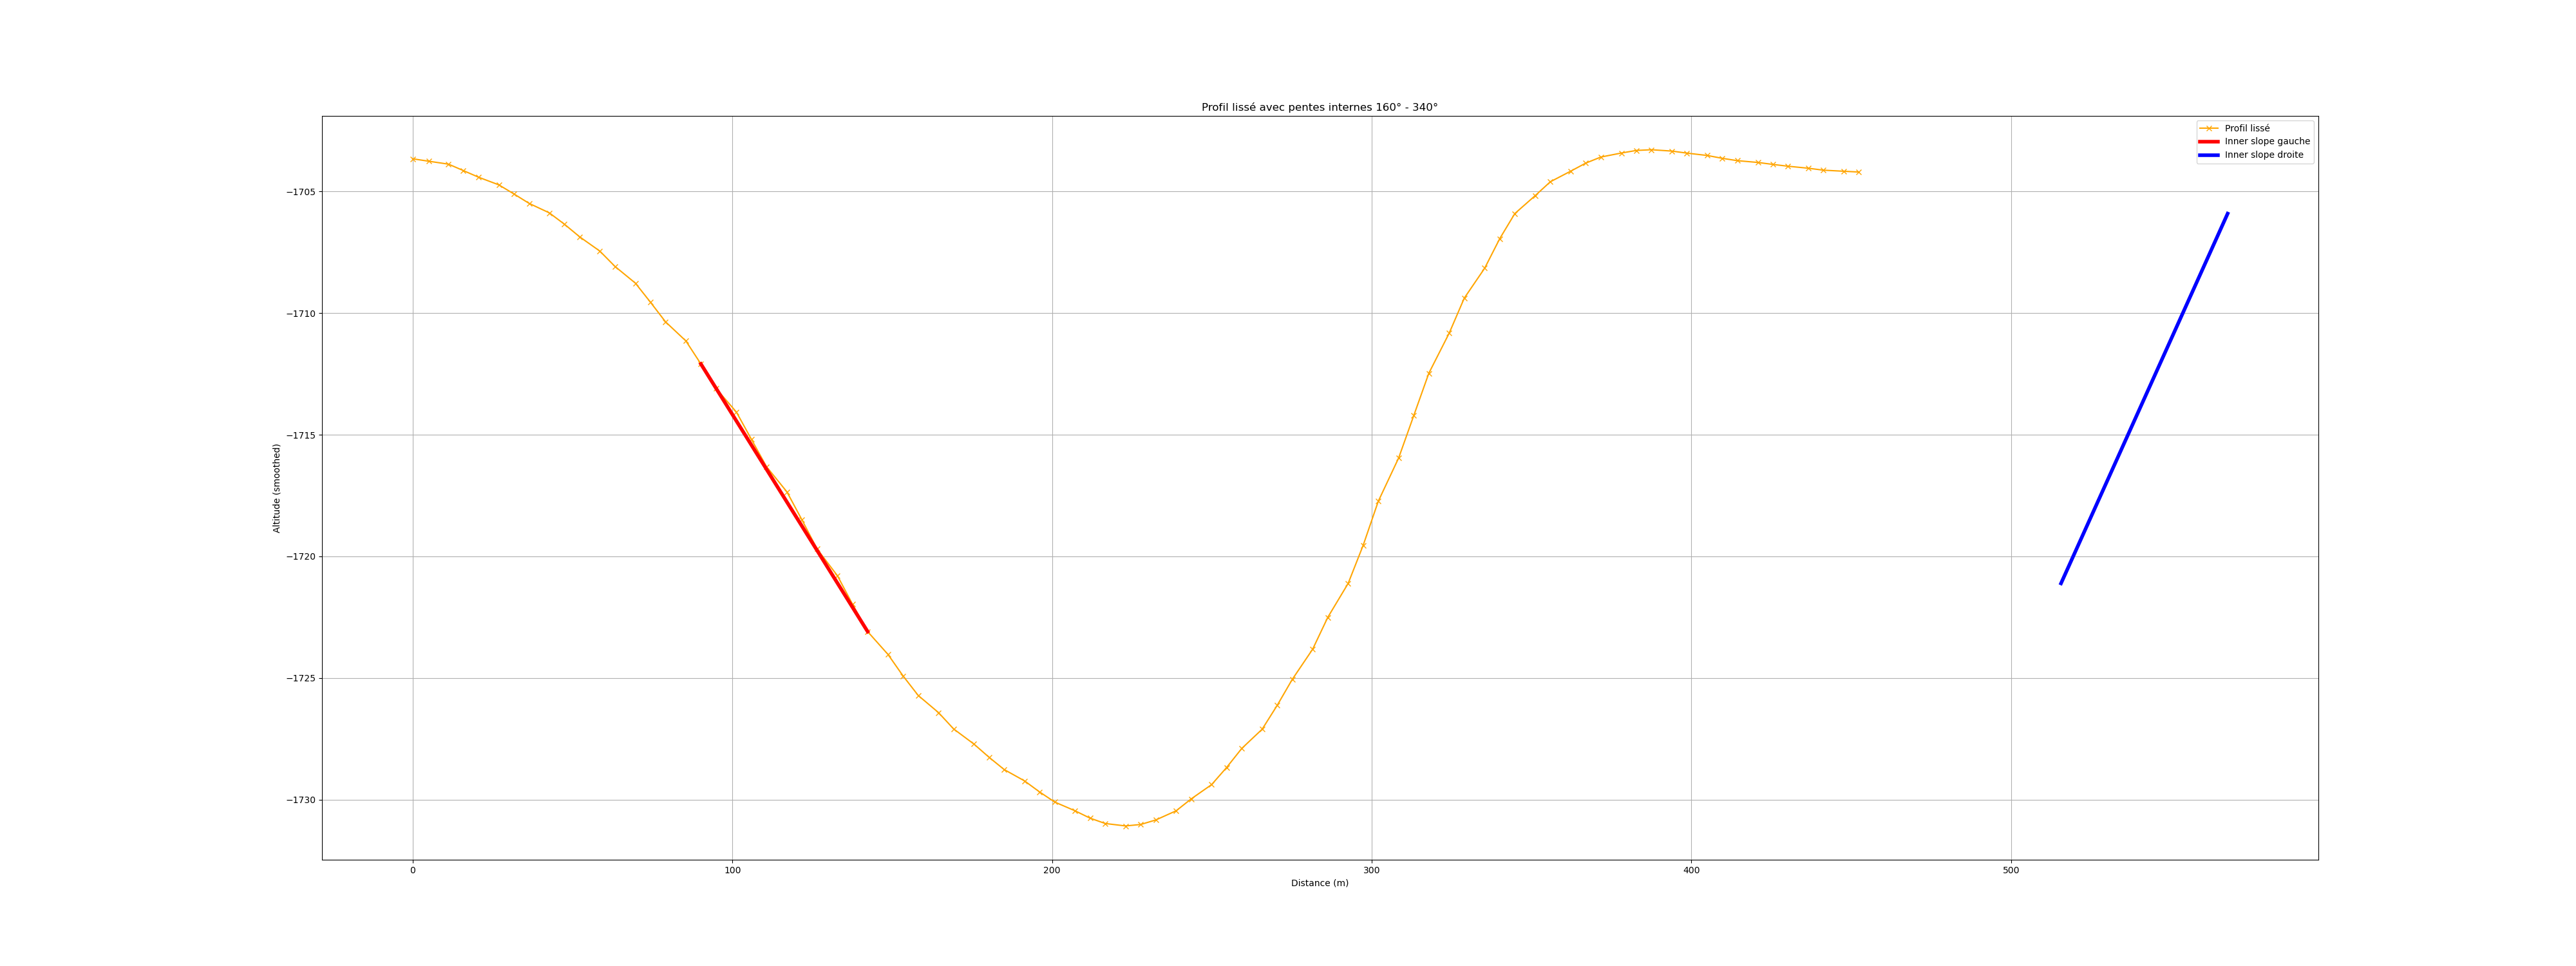 Profil lissé avec pentes internes 160° - 340°
Profil lissé
Inner slope gauche
Inner slope droite
Altitude (smoothed)
−1705
−1710
−1715
−1720
−1725
−1730
0
100
200
300
400
500
Distance (m)